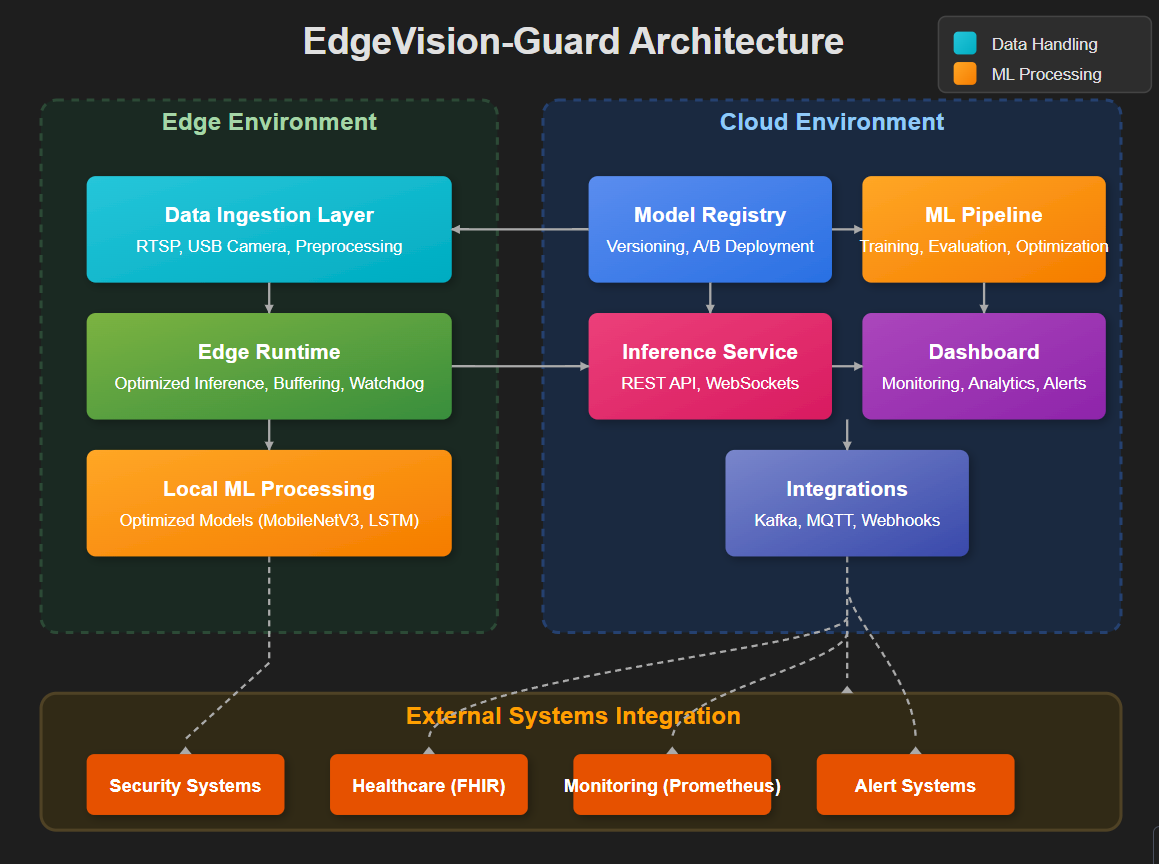 EdgeVision-Guard Architecture
Data Handling
ML Processing
Edge Environment
Cloud Environment
Data Ingestion Layer
RTSP, USB Camera, Preprocessing
Model Registry
Versioning, A/B Deployment
ML Pipeline
Training, Evaluation, Optimization
Edge Runtime
Optimized Inference, Buffering, Watchdog
Inference Service
REST API, WebSockets
Dashboard
Monitoring, Analytics, Alerts
Local ML Processing
Optimized Models (MobileNetV3, LSTM)
Integrations
Kafka, MQTT, Webhooks
External Systems Integration
Security Systems
Healthcare (FHIR)
Monitoring (Prometheus)
Alert Systems